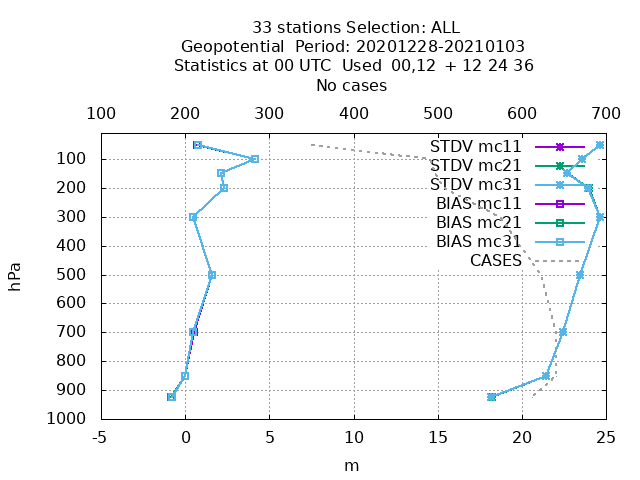 33 stations Selection: ALL
Geopotential  Period: 20201228-20210103
Statistics at 00 UTC  Used  00,12  + 12 24 36
No cases
100 200 300 400 500 600 700
STDV mc11
STDV mc21
STDV mc31
BIAS mc11
BIAS mc21
BIAS mc31
CASES
hPa
100
200
300
400
500
600
700
800
900
1000
-5 0 5 10 15 20 25
m